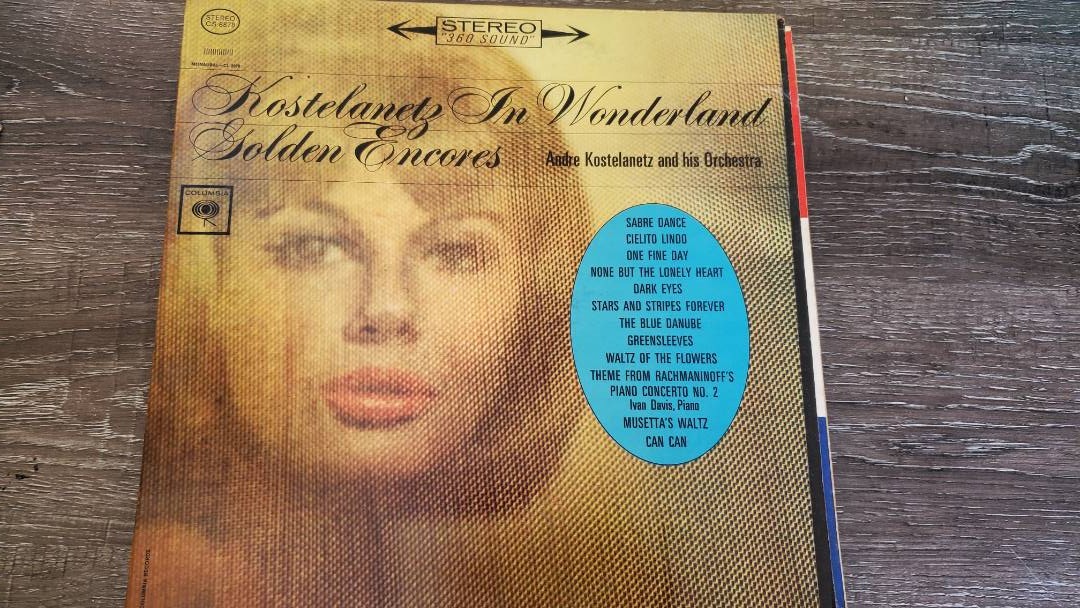 STEREO
CS 8878
STEREO
"360 SOUND"
Kostelanetz In Wonderland
Golden Encores
Andre Kostelanetz and his Orchestra
COLUMBIA
SABRE DANCE
CIELITO LINDO
ONE FINE DAY
NONE BUT THE LONELY HEART
DARK EYES
STARS AND STRIPES FOREVER
THE BLUE DANUBE
GREENSLEEVES
WALTZ OF THE FLOWERS
THEME FROM RACHMANINOFF'S
PIANO CONCERTO NO. 2
Ivan Davis, Piano
MUSETTA'S WALTZ
CAN CAN